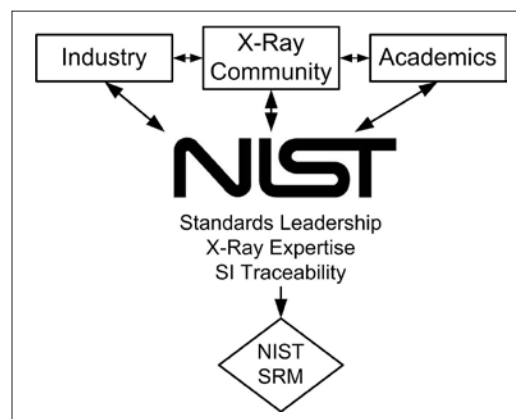 Industry
X-Ray
Community
Academics
NIST
Standards Leadership
X-Ray Expertise
SI Traceability
NIST
SRM